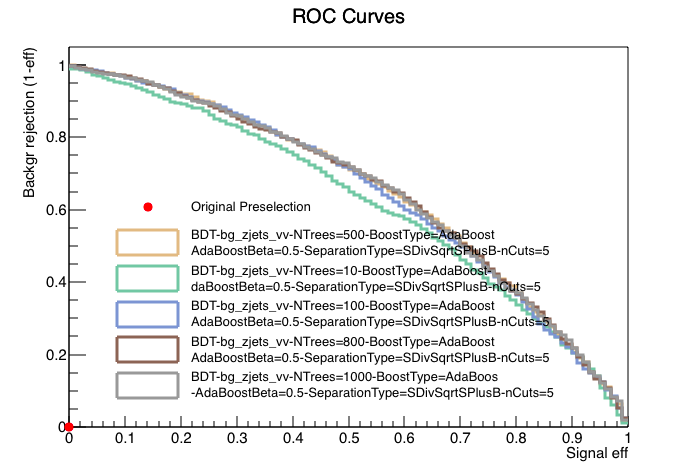 ROC Curves
Backgr rejection (1-eff)
1
0.8
0.6
0.4
0.2
0
Original Preselection
BDT-bg_zjets_vv-NTrees=500-BoostType=AdaBoost
AdaBoostBeta=0.5-SeparationType=SDivSqrtSPlusB-nCuts=5
BDT-bg_zjets_vv-NTrees=10-BoostType=AdaBoost-
daBoostBeta=0.5-SeparationType=SDivSqrtSPlusB-nCuts=5
BDT-bg_zjets_vv-NTrees=100-BoostType=AdaBoost
AdaBoostBeta=0.5-SeparationType=SDivSqrtSPlusB-nCuts=5
BDT-bg_zjets_vv-NTrees=800-BoostType=AdaBoost
AdaBoostBeta=0.5-SeparationType=SDivSqrtSPlusB-nCuts=5
BDT-bg_zjets_vv-NTrees=1000-BoostType=AdaBoos
-AdaBoostBeta=0.5-SeparationType=SDivSqrtSPlusB-nCuts=5
0 0.1 0.2 0.3 0.4 0.5 0.6 0.7 0.8 0.9 1
Signal eff